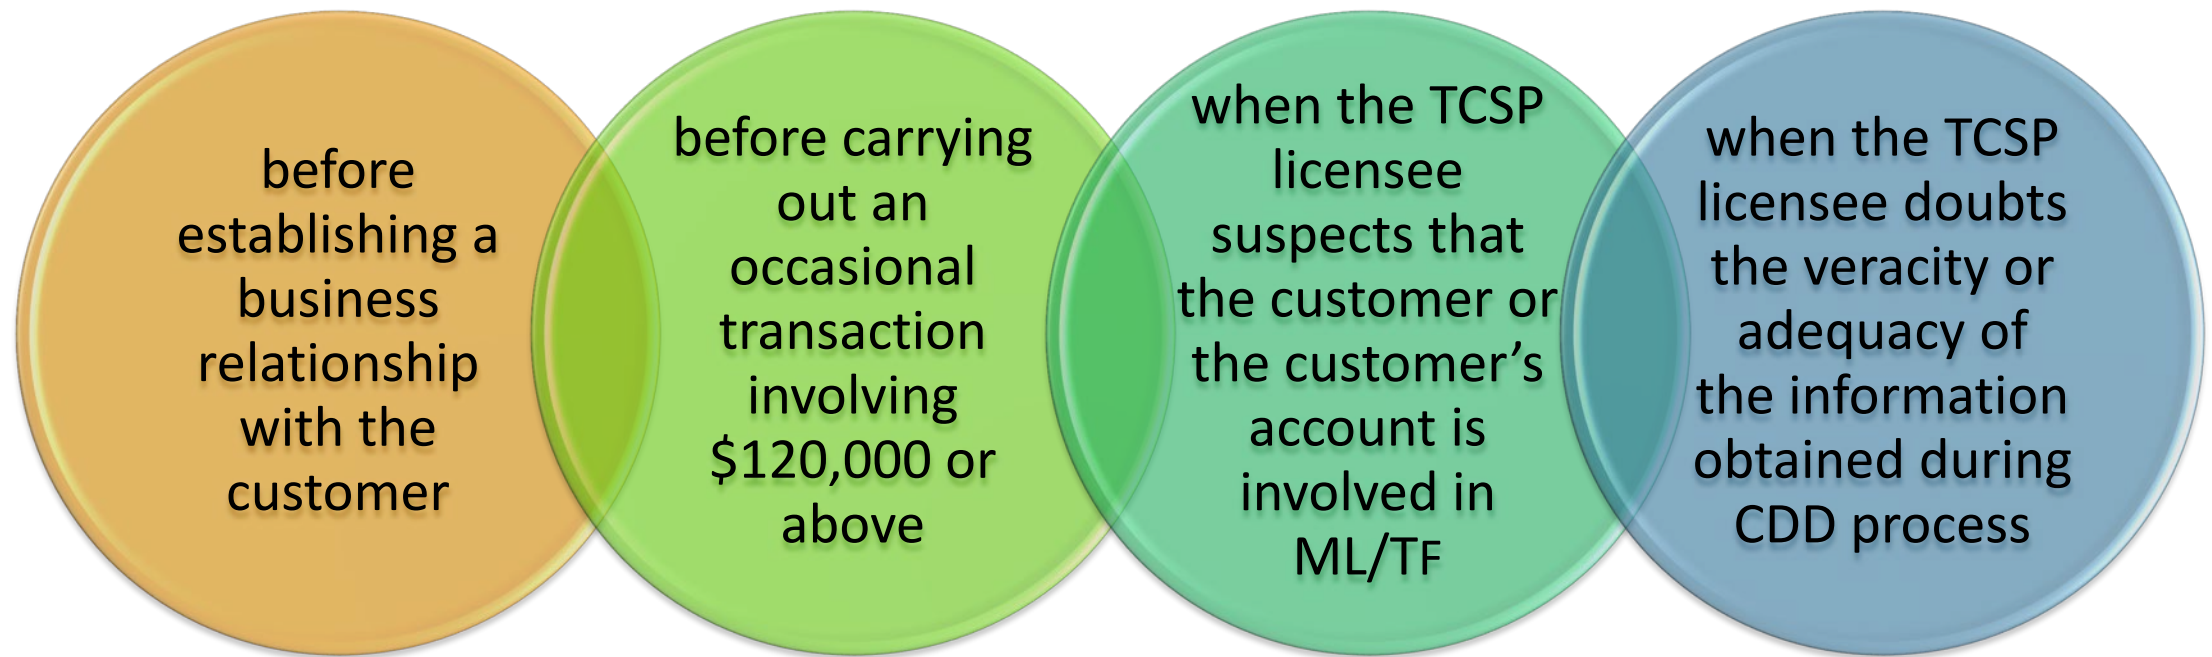 before
establishing a
business
relationship
with the
customer
before carrying
out an
occasional
transaction
involving
$120,000 or
above
when the TCSP
licensee
suspects that
the customer or
the customer’s
account is
involved in
ML/TF
when the TCSP
licensee doubts
the veracity or
adequacy of
the information
obtained during
CDD process